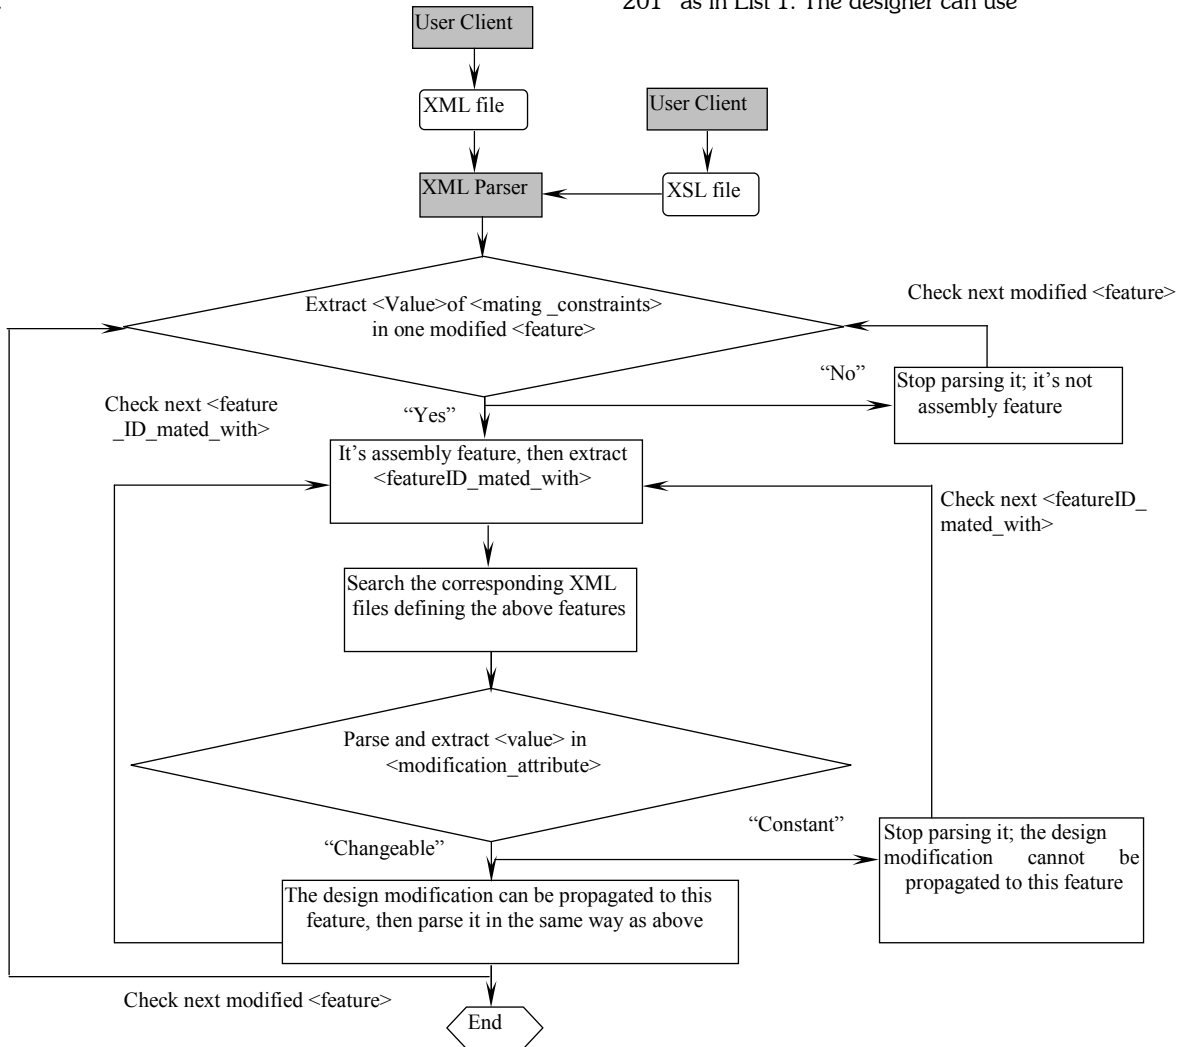 201" as in List 1. The designer can use
User Client
XML file
User Client
XML Parser
XSL file
Extract <Value>of <mating _constraints>
in one modified <feature>
Check next modified <feature>
“No”
Stop parsing it; it’s not
assembly feature
Check next <feature
_ID_mated_with>
“Yes”
It’s assembly feature, then extract
<featureID_mated_with>
Check next <featureID_
mated_with>
Search the corresponding XML
files defining the above features
Parse and extract <value> in
<modification_attribute>
“Constant”
“Changeable”
Stop parsing it; the design
modification cannot be
propagated to this feature
The design modification can be propagated to this
feature, then parse it in the same way as above
Check next modified <feature>
End